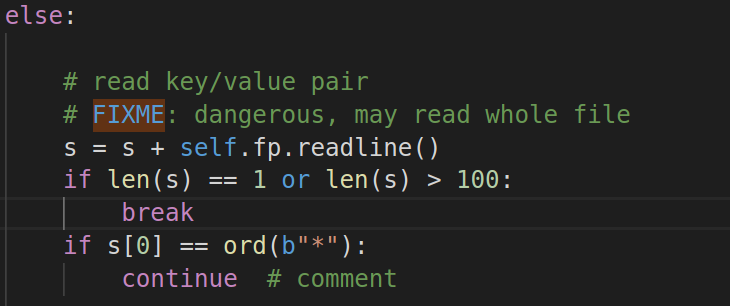 else:
# read key/value pair
# FIXME: dangerous, may read whole file
s = s + self.fp.readline()
if len(s) == 1 or len(s) > 100:
break
if s[0] == ord(b"*"):
continue  # comment